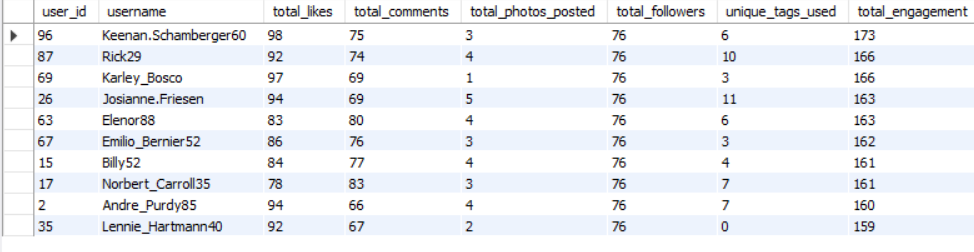 user_id username total_likes total_comments total_photos_posted total_followers unique_tags_used total_engagement
96 Keenan.Schamberger60 98 75 3 76 6 173
87 Rick29 92 74 4 76 10 166
69 Karley_Bosco 97 69 1 76 3 166
26 Josianne.Friesen 94 69 5 76 11 163
63 Elenor88 83 80 4 76 6 163
67 Emilio_Bernier52 86 76 3 76 3 162
15 Billy52 84 77 4 76 4 161
17 Norbert_Carroll35 78 83 3 76 7 161
2 Andre_Purdy85 94 66 4 76 7 160
35 Lennie_Hartmann40 92 67 2 76 0 159